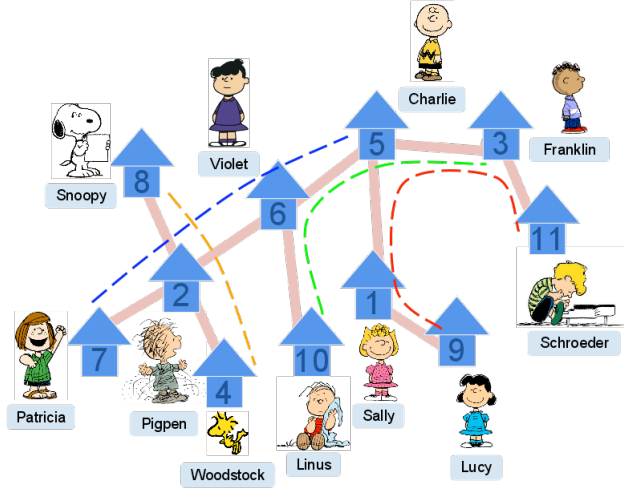 Charlie
5
3
Franklin
Violet
Snoopy
8
6
11
Schroeder
2
1
7
4
10
9
Patricia
Pigpen
Woodstock
Linus
Sally
Lucy